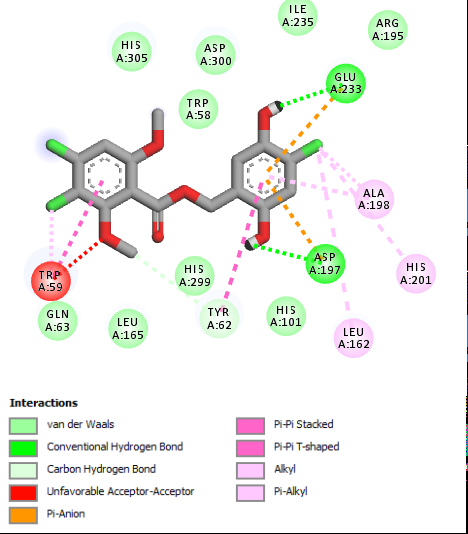 ILE
A:235
ARG
A:195
HIS
A:305
ASP
A:300
GLU
A:233
TRP
A:58
ALA
A:198
TRP
A:59
HIS
A:299
ASP
A:197
HIS
A:201
GLN
A:63
LEU
A:165
TYR
A:62
HIS
A:101
LEU
A:162
Interactions
van der Waals
Conventional Hydrogen Bond
Carbon Hydrogen Bond
Unfavorable Acceptor-Acceptor
Pi-Anion
Pi-Pi Stacked
Pi-Pi T-shaped
Alkyl
Pi-Alkyl